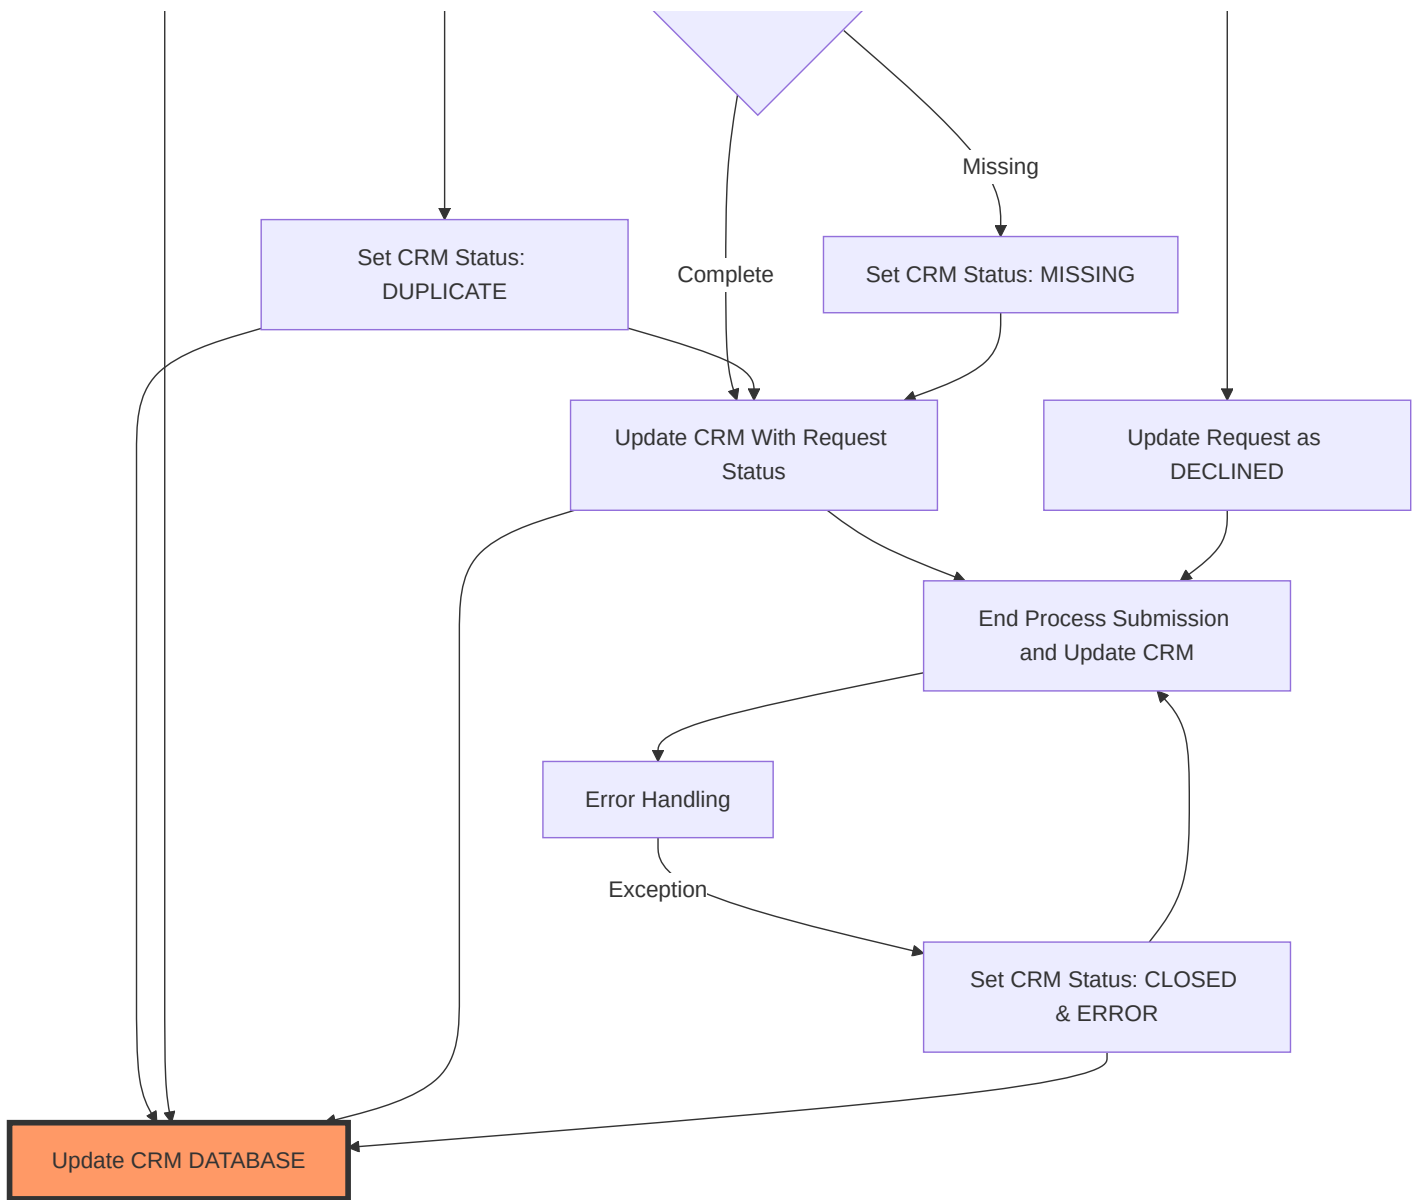 Missing
Set CRM Status:
DUPLICATE
Complete
Set CRM Status: MISSING
Update CRM With Request
Status
Update Request as
DECLINED
End Process Submission
and Update CRM
Error Handling
Exception
Set CRM Status: CLOSED
& ERROR
Update CRM DATABASE